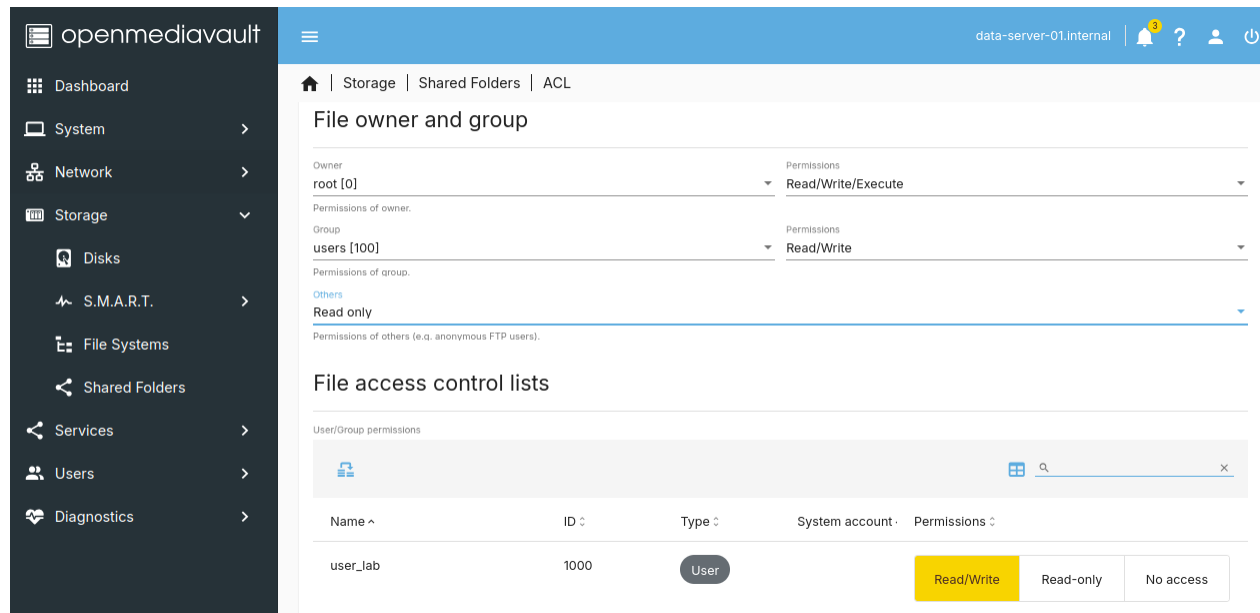 openmediavault
data-server-01.internal
3
?
Dashboard
System
Network
Storage
Disks
S.M.A.R.T.
File Systems
Shared Folders
Services
Users
Diagnostics
Storage | Shared Folders | ACL
File owner and group
Owner
root [0]
Permissions of owner.
Permissions
Read/Write/Execute
Group
users [100]
Permissions of group.
Permissions
Read/Write
Others
Read only
Permissions of others (e.g. anonymous FTP users).
File access control lists
User/Group permissions
Name ID Type System account Permissions
user_lab 1000 User Read/Write Read-only No access